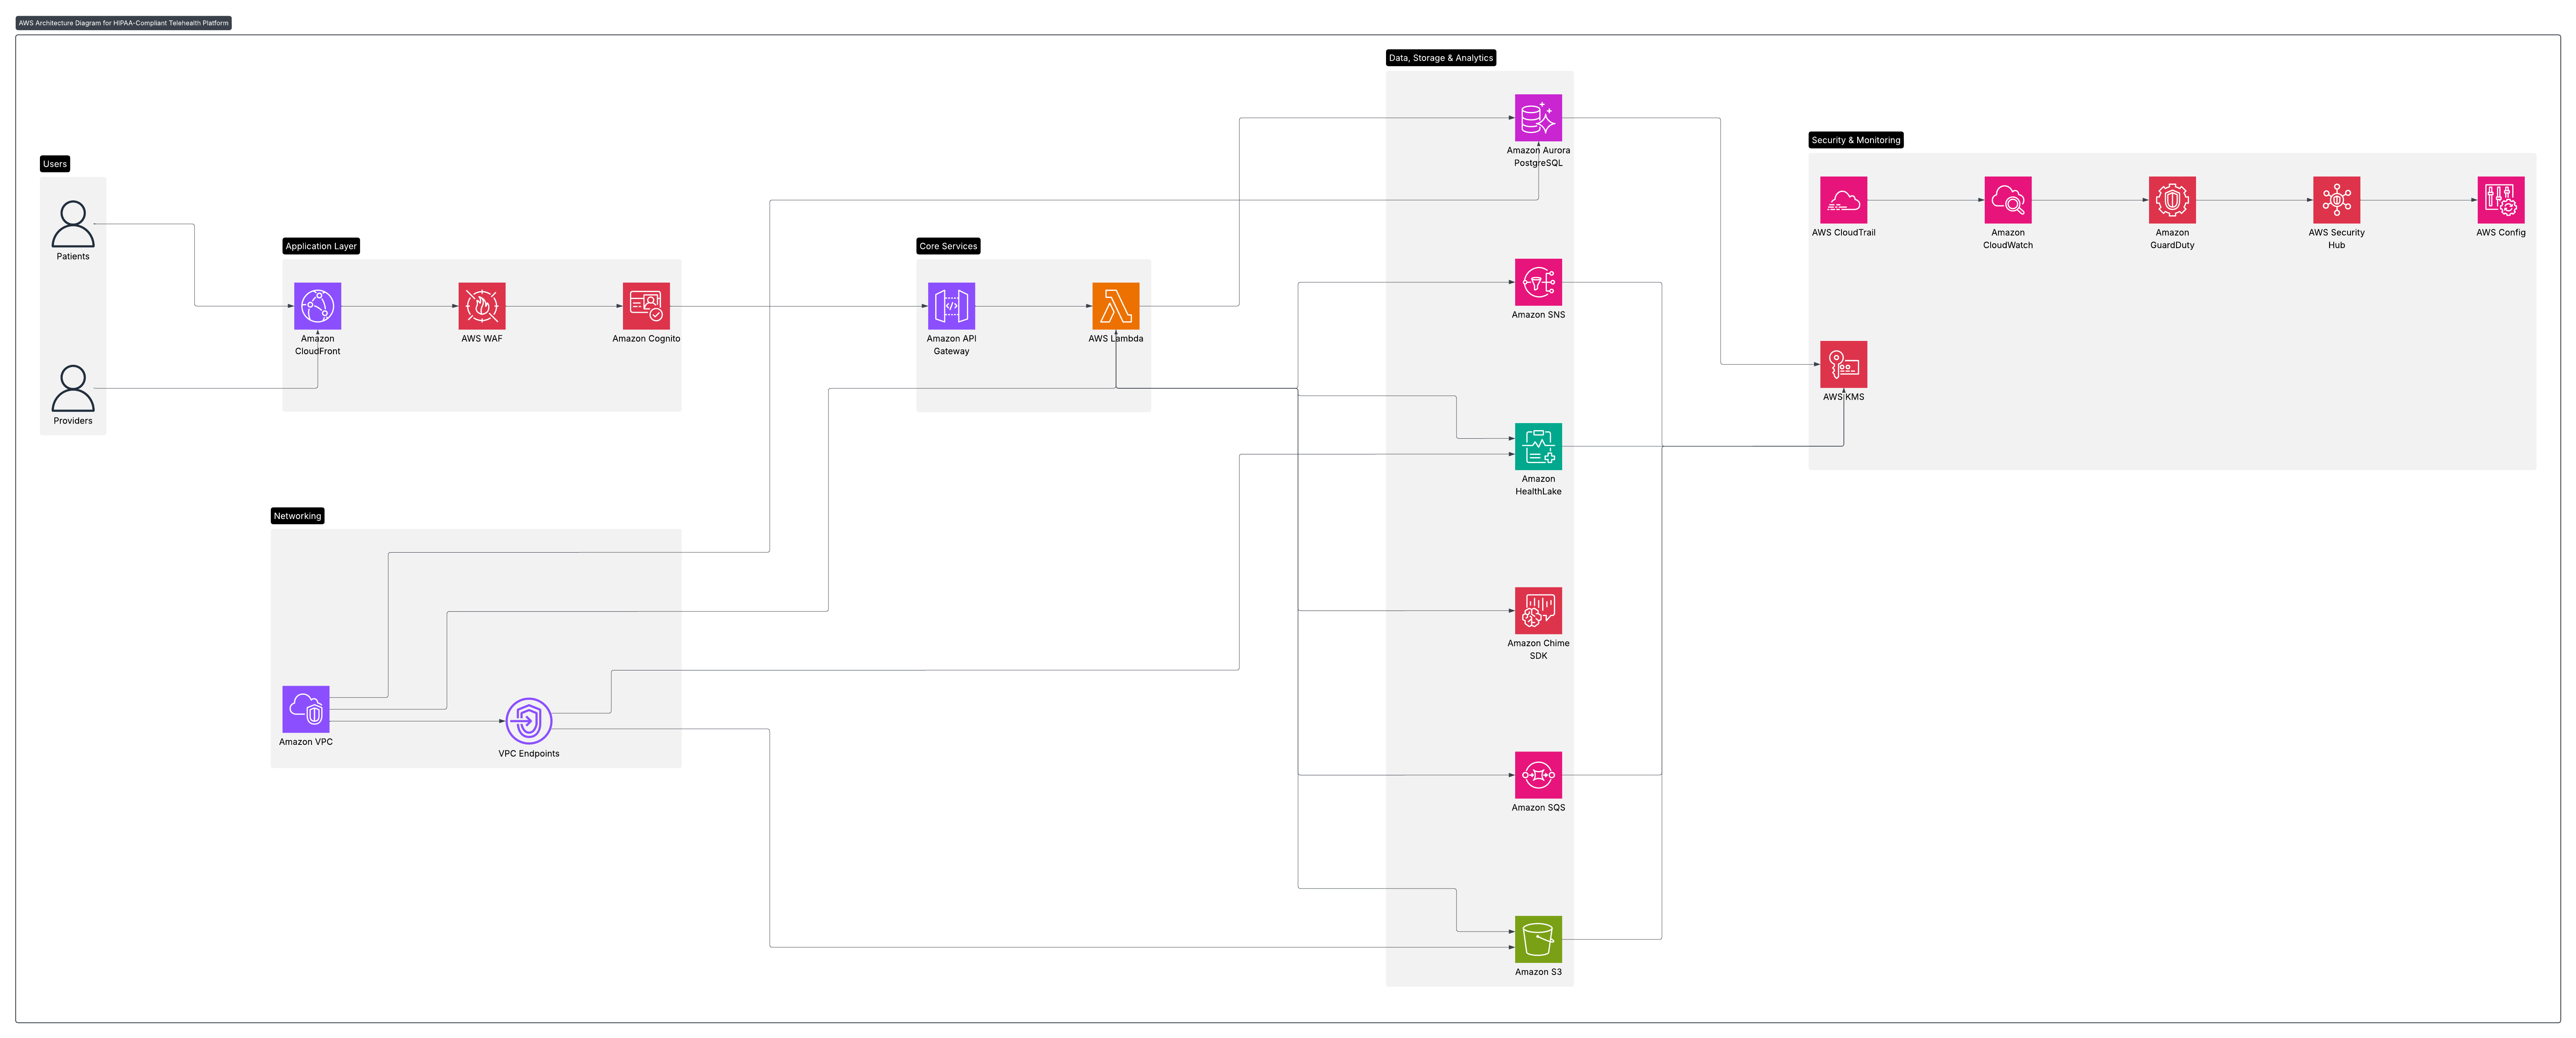 AWS Architecture Diagram for HIPAA-Compliant Telehealth Platform
Users
Patients
Providers
Application Layer
Amazon
CloudFront
AWS WAF
Amazon Cognito
Networking
Amazon VPC
VPC Endpoints
Core Services
Amazon API
Gateway
AWS Lambda
Data, Storage & Analytics
Amazon Aurora
PostgreSQL
Amazon SNS
Amazon
HealthLake
Amazon Chime
SDK
Amazon SQS
Amazon S3
Security & Monitoring
AWS CloudTrail
Amazon
CloudWatch
Amazon
GuardDuty
AWS Security
Hub
AWS Config
AWS KMS